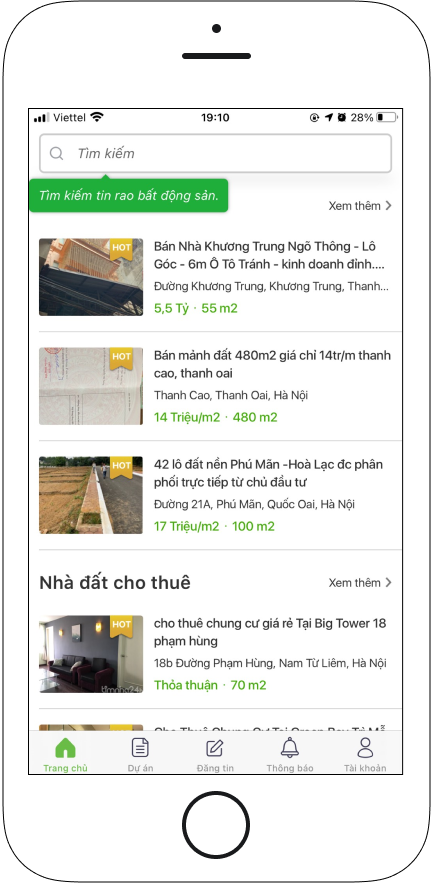 Viettel 19:10 28%
Tìm kiếm
Tìm kiếm tin rao bất động sản.
Xem thêm
HOT
Bán Nhà Khương Trung Ngõ Thông - Lô
Góc - 6m Ô Tô Tránh - kinh doanh đỉnh....
Đường Khương Trung, Khương Trung, Thanh...
5,5 Tỷ · 55 m2
HOT
Bán mảnh đất 480m2 giá chỉ 14tr/m thanh
cao, thanh oai
Thanh Cao, Thanh Oai, Hà Nội
14 Triệu/m2 · 480 m2
HOT
42 lô đất nền Phú Mãn -Hoà Lạc đc phân
phối trực tiếp từ chủ đầu tư
Đường 21A, Phú Mãn, Quốc Oai, Hà Nội
17 Triệu/m2 · 100 m2
Nhà đất cho thuê
Xem thêm
HOT
cho thuê chung cư giá rẻ Tại Big Tower 18
phạm hùng
18b Đường Phạm Hùng, Nam Từ Liêm, Hà Nội
Thỏa thuận · 70 m2
Trang chủ
Dự án
Đăng tin
Thông báo
Tài khoản